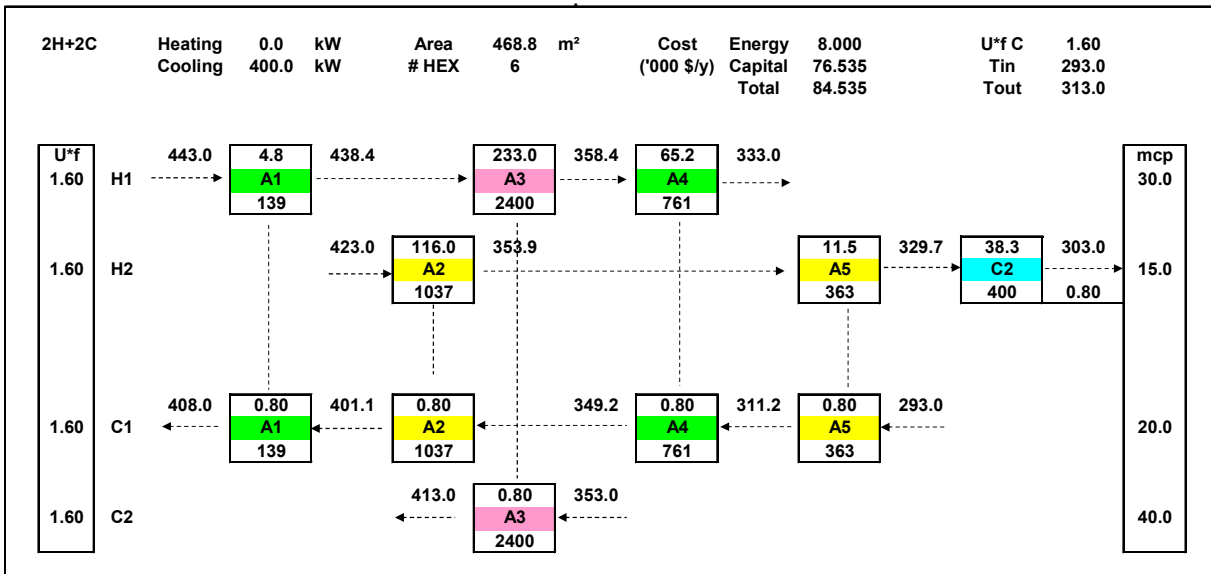 2H+2C Heating 0.0 kW Area 468.8 m² Cost Energy 8.000 U*f C 1.60
Cooling 400.0 kW # HEX 6 ('000 $/y) Capital 76.535 Tin 293.0
Total 84.535 Tout 313.0
U*f 443.0 4.8 438.4 233.0 358.4 65.2 333.0 mcp
1.60 H1 A1 A3 A4 30.0
139 2400 761
423.0 116.0 353.9 11.5 329.7 38.3 303.0
1.60 H2 A2 A5 C2 15.0
1037 363 400 0.80
408.0 0.80 401.1 0.80 349.2 0.80 311.2 0.80 293.0
1.60 C1 A1 A2 A4 A5 20.0
139 1037 761 363
413.0 0.80 353.0
1.60 C2 A3 40.0
2400